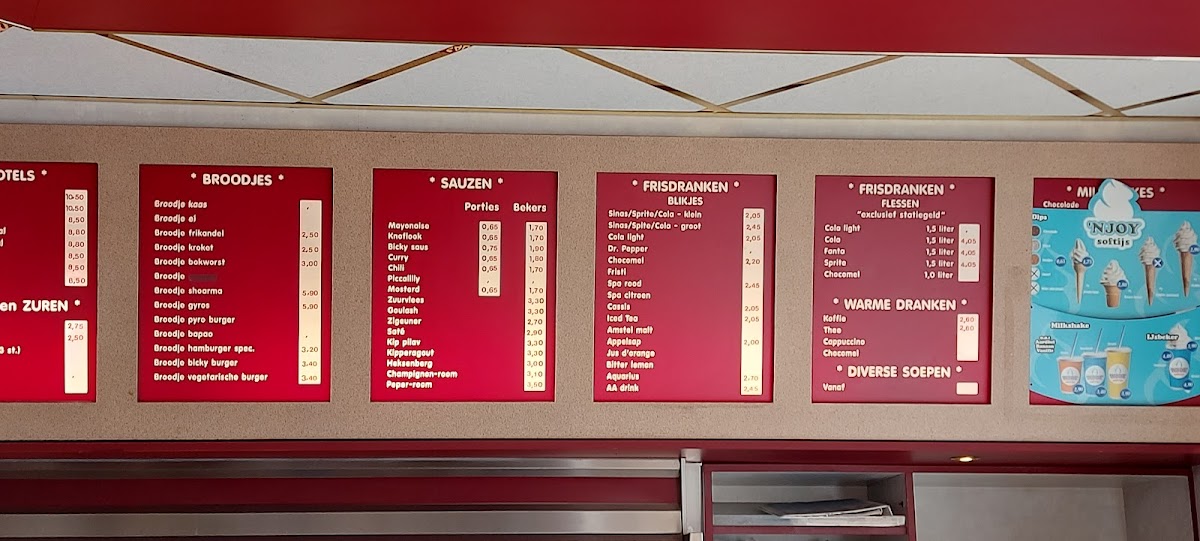 OTELS *
10.50
10.50
8,50
8,80
8,80
8,50
8,50
6,50
en ZUREN *
2,75
2,50
3 st.)
* BROODJES *
Broodje kaas
Broodje ei
Broodje frikandel 2,50
Broodje kroket 2.50
Broodje bokworst 3,00
Broodje
Broodje shoarma 5,00
Broodje gyros 5,00
Broodje pyro burger
Broodje bapao
Broodje hamburger spec. 3.20
Broodje bicky burger 3.40
Broodje vegetarische burger 3.40
* SAUZEN *
Porties Bekers
Mayonaise 0,65 1,70
Knoflook 0,65 1,70
Bicky saus 0,75 1,90
Curry 0,65 1,80
Chili 0,65 1,70
Piccalilly
Mosterd 0,65 1,70
Zuurvlees 3,30
Goulash 3,30
Zigeuner 2,70
Saté 2,90
Kip pilav 3,30
Kipperagout 3,30
Heksenberg 3,00
Champignon-room 3,10
Peper-room 3,50
* FRISDRANKEN *
BLIKJES
Sinas/Sprite/Cola - klein 2,05
Sinas/Spite/Cola - groot 2,45
Cola light 2,05
Dr. Pepper
Chocomel 2,20
Fristi
Spa rood 2,45
Spa citroen
Cassis 2,05
Iced Tea 2,05
Amstel malt
Appelsap 2,00
Jus d'orange
Bitter lemon
Aquarius 2,70
AA drink 2,45
* FRISDRANKEN *
FLESSEN
"exclusief statiegeld"
Cola light 1,5 liter
Cola 1,5 liter 4,05
Fanta 1,5 liter 4,05
Sprite 1,5 liter 4,05
Chocomel 1,0 liter
* WARME DRANKEN *
Koffie 2,60
Thee 2,60
Cappuccino
Chocomel
* DIVERSE SOEPEN *
Vanaf
Chocolade
Dips
'NJOY
softijs
Milkshake
IJsbeker